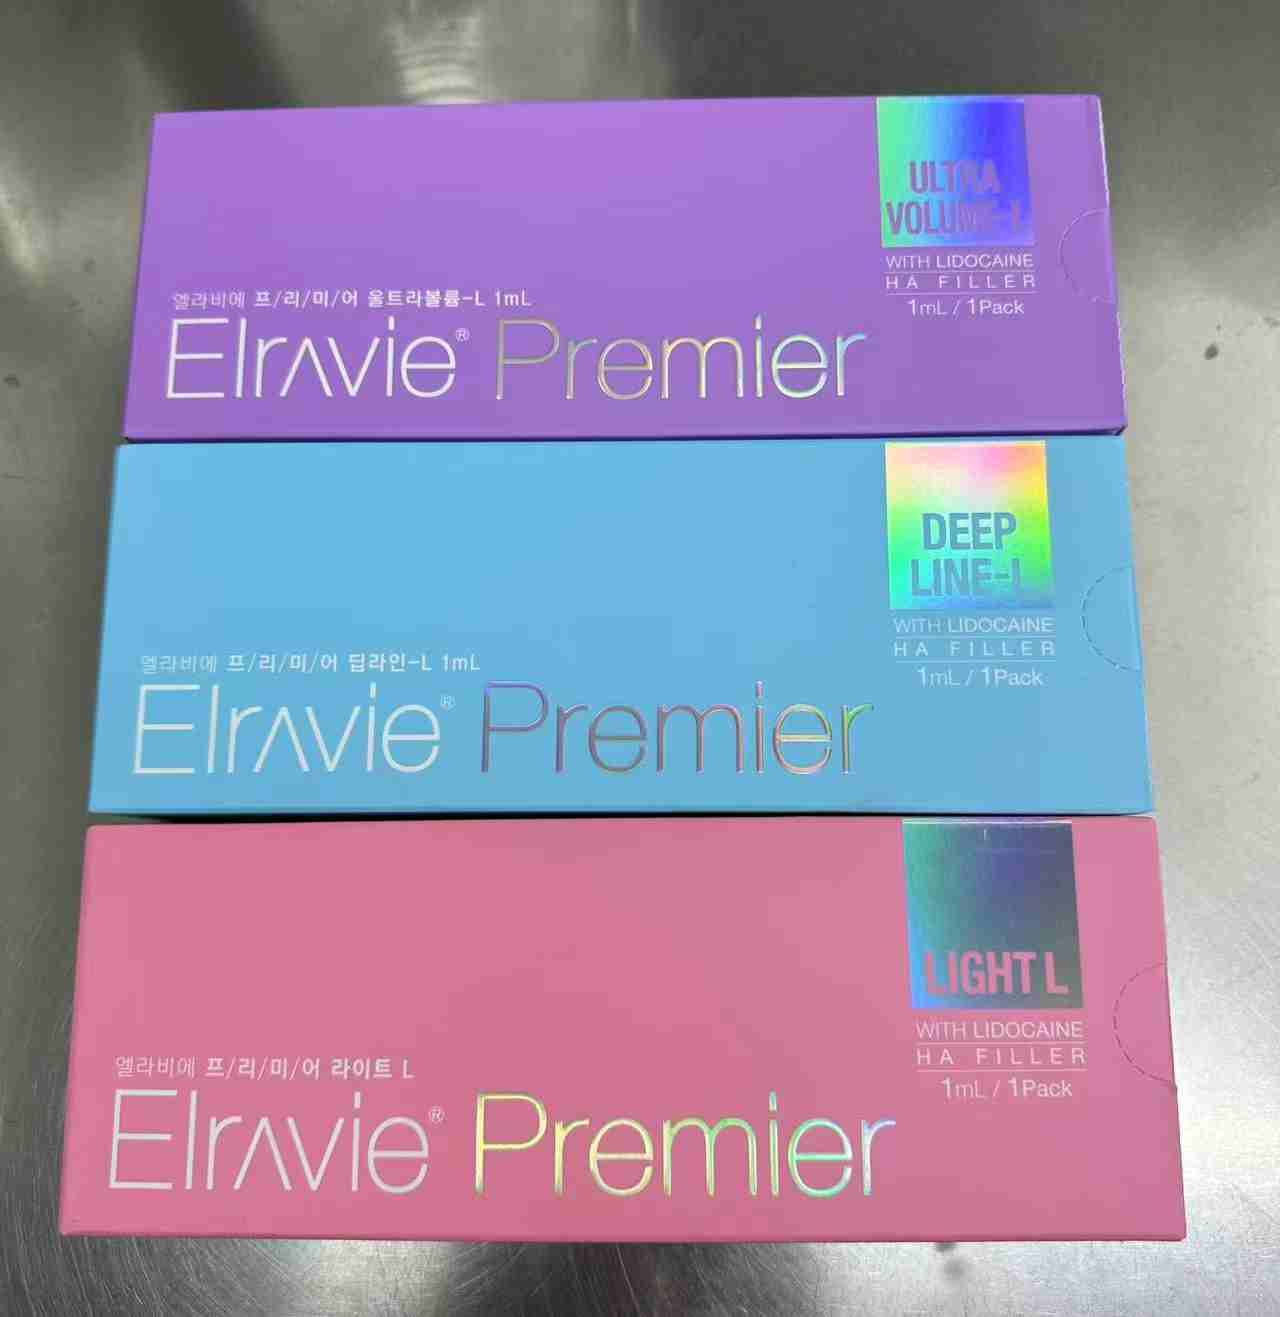 ULTRA
VOLUME-L
WITH LIDOCAINE
HA FILLER
1mL / 1Pack
엘라비에 프/리/미/어 울트라볼륨-L 1mL
Elravie® Premier
DEEP
LINE-L
WITH LIDOCAINE
HA FILLER
1mL / 1Pack
엘라비에 프/리/미/어 딥라인-L 1mL
Elravie® Premier
LIGHT L
WITH LIDOCAINE
HA FILLER
1mL / 1Pack
엘라비에 프/리/미/어 라이트 L
Elravie® Premier